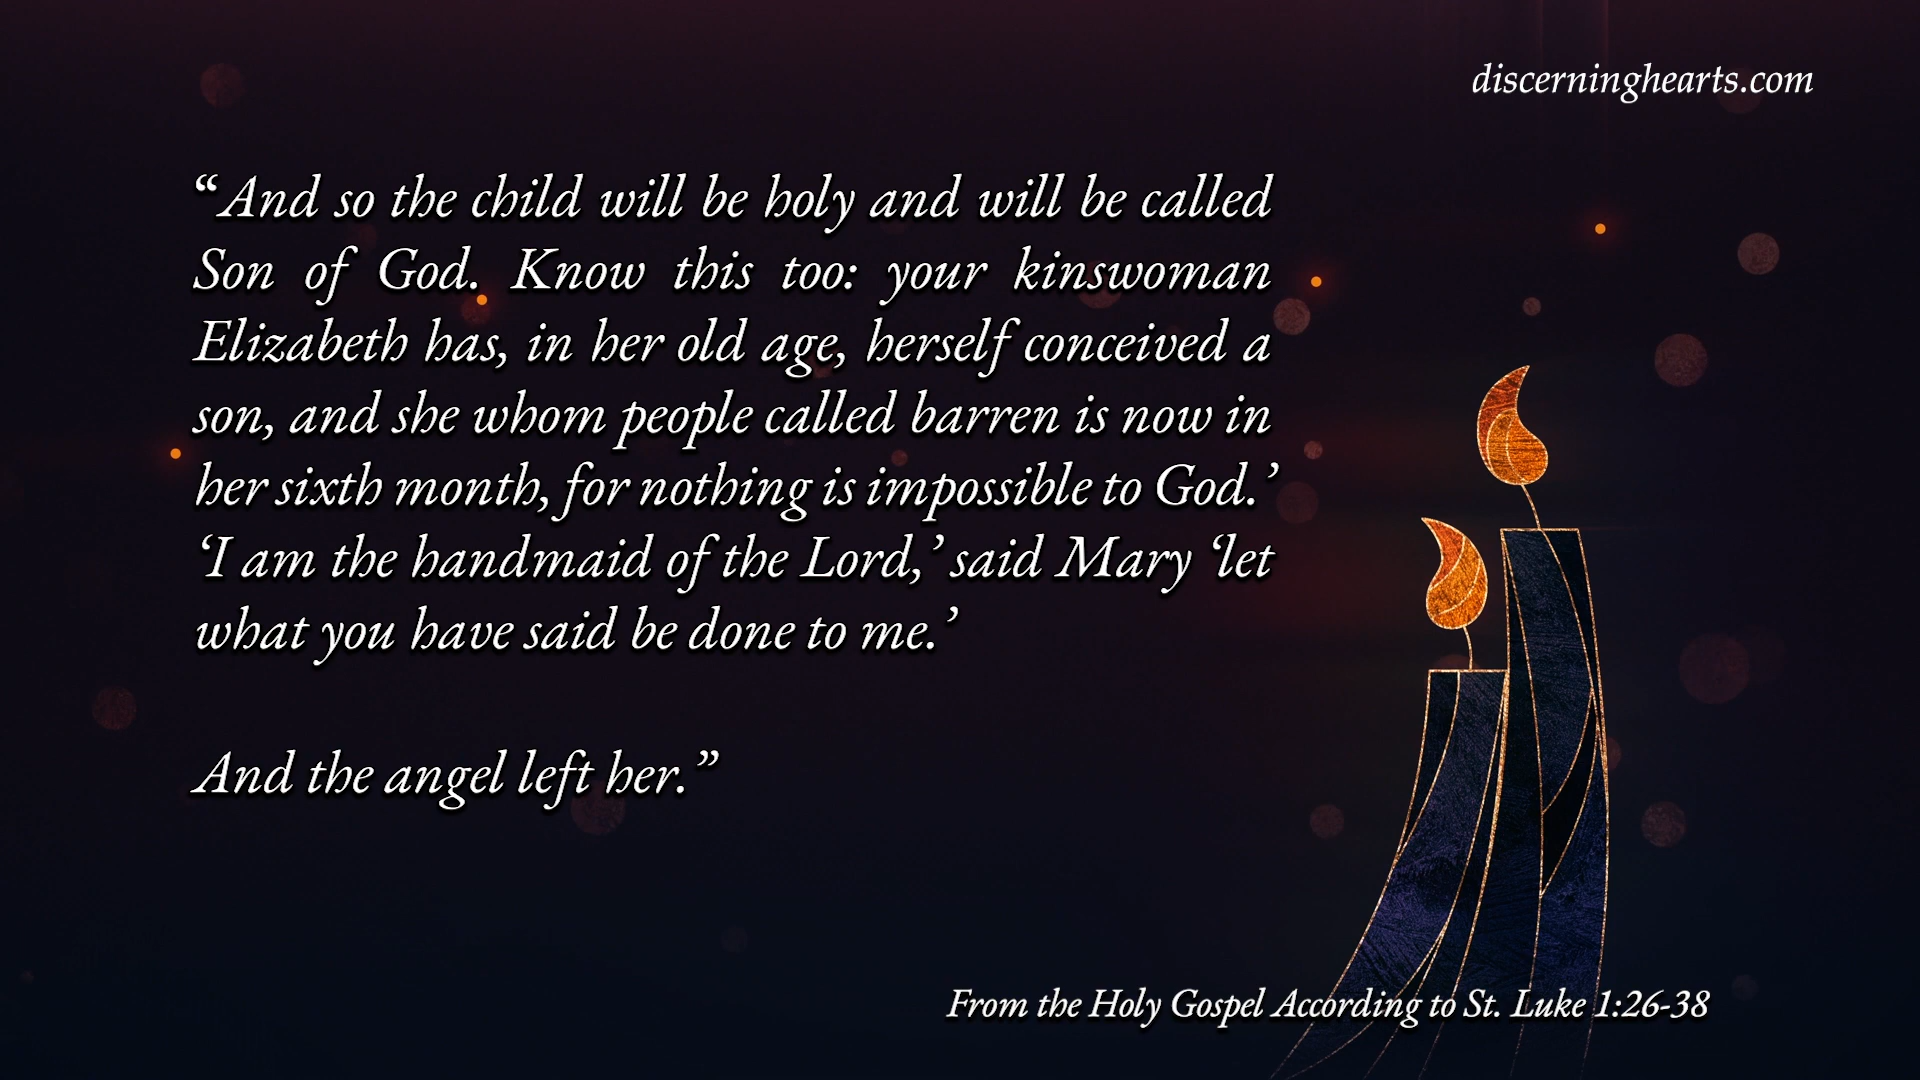 discerninghearts.com
“And so the child will be holy and will be called
Son of God. Know this too: your kinswoman
Elizabeth has, in her old age, herself conceived a
son, and she whom people called barren is now in
her sixth month, for nothing is impossible to God.’
‘I am the handmaid of the Lord,’ said Mary ‘let
what you have said be done to me.’
And the angel left her.”
From the Holy Gospel According to St. Luke 1:26-38